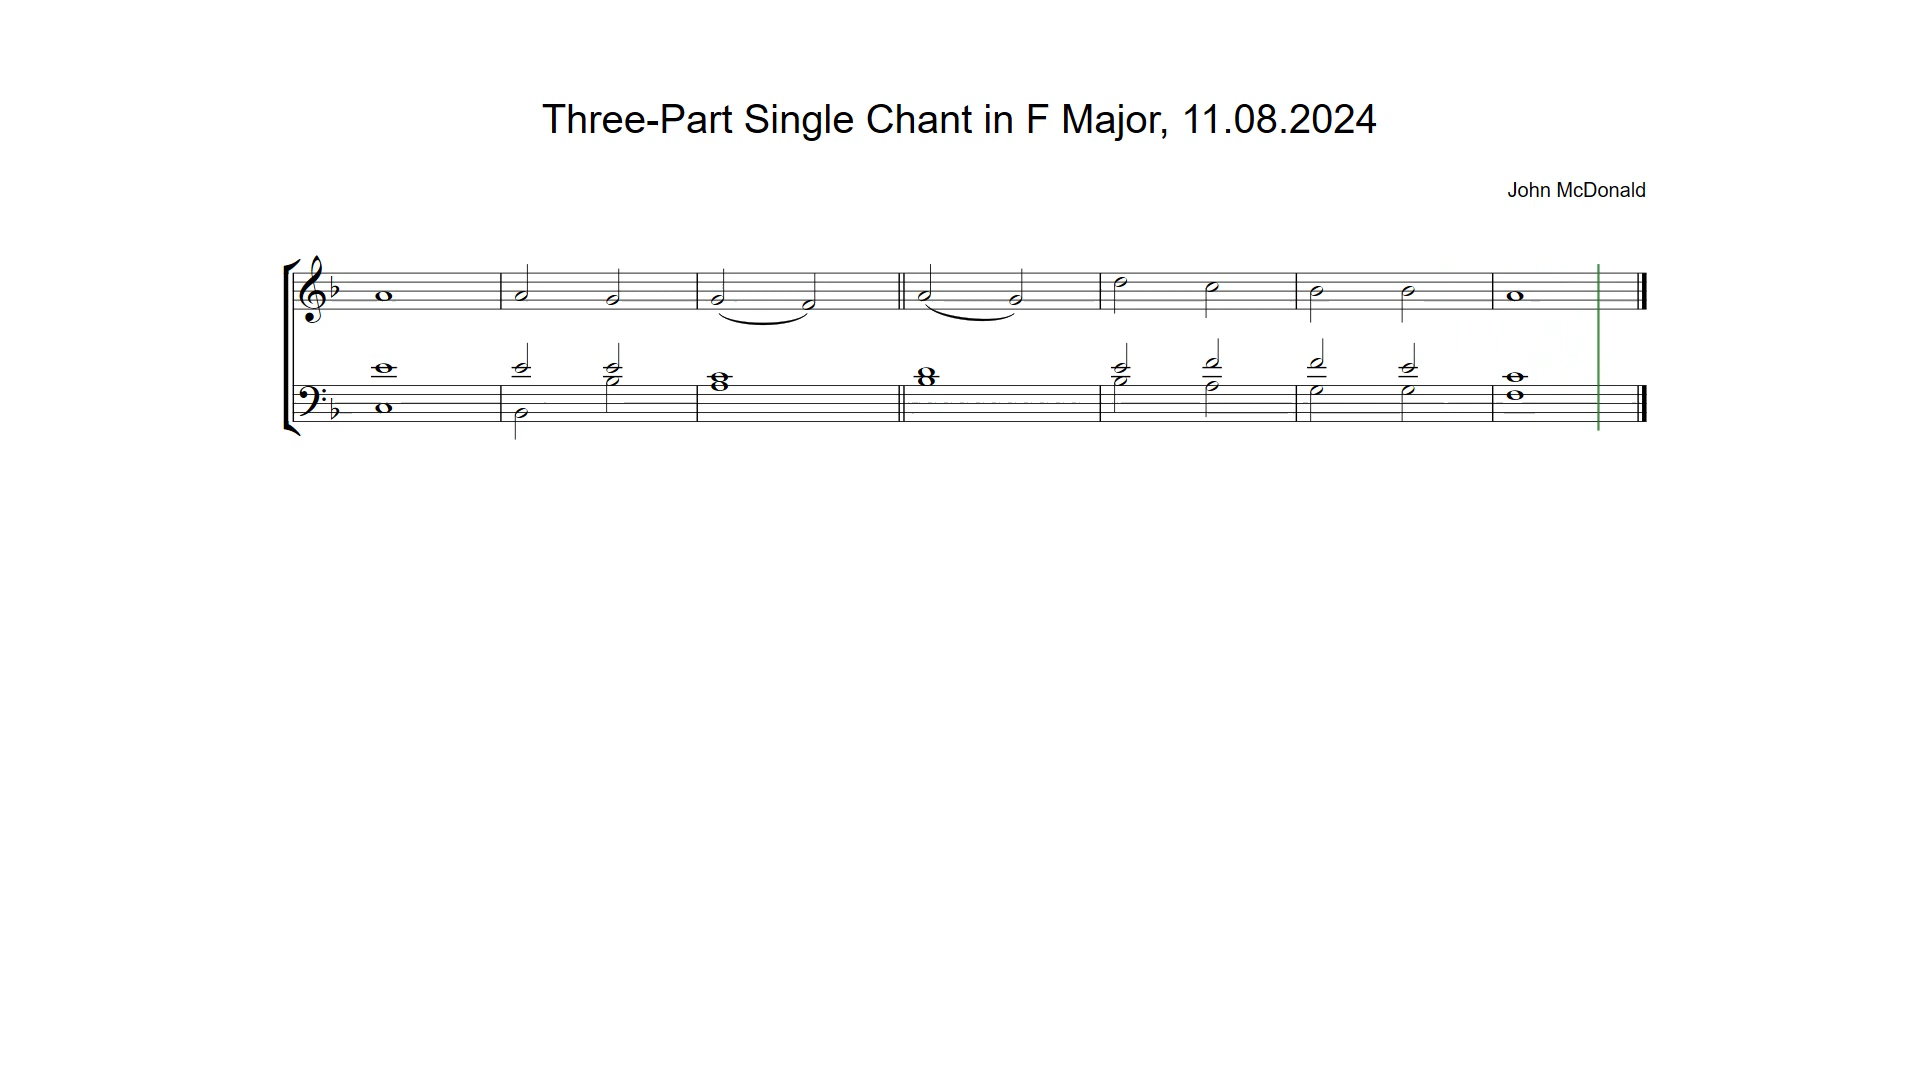 Three-Part Single Chant in F Major, 11.08.2024
John McDonald